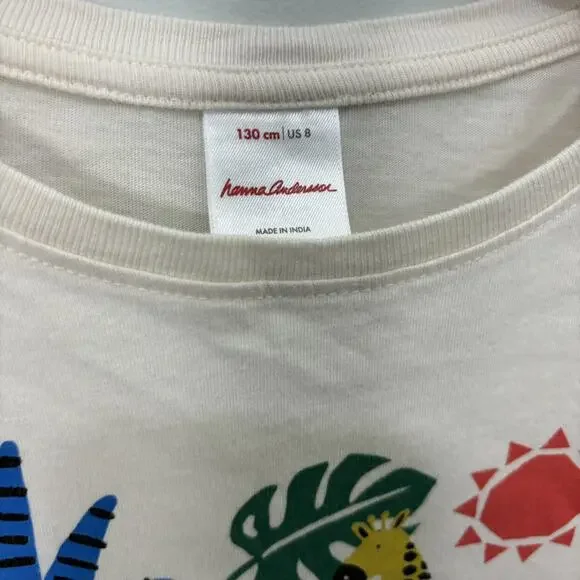 130 cm | US 8
hanna Andersson
MADE IN INDIA